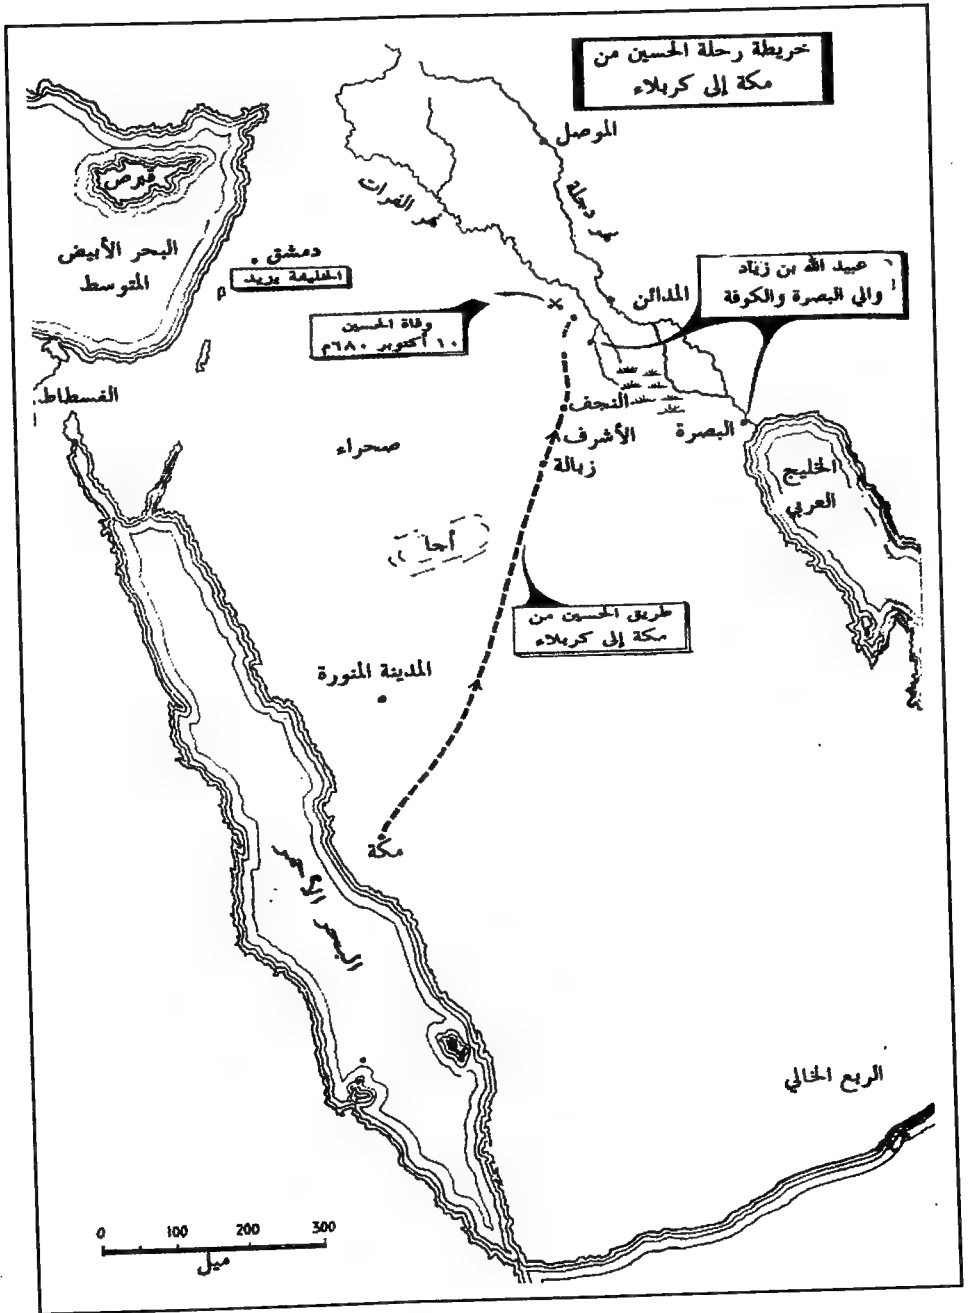 خريطة رحلة الحسين من
مكة إلى كربلاء
الموصل
نهر دجلة
نهر الفرات
قبرص
البحر الأبيض
المتوسط
دمشق
الخليفة يزيد
عبيد الله بن زياد
والي البصرة والكوفة
المدائن
وفاة الحسين
١٠ أكتوبر ٦٨٠م
الفسطاط
النجف
الأشرف
البصرة
زبالة
صحراء
الخليج
العربي
أجا
طريق الحسين من
مكة إلى كربلاء
المدينة المنورة
مكة
البحر الأحمر
الربع الخالي
0 100 200 300
ميل